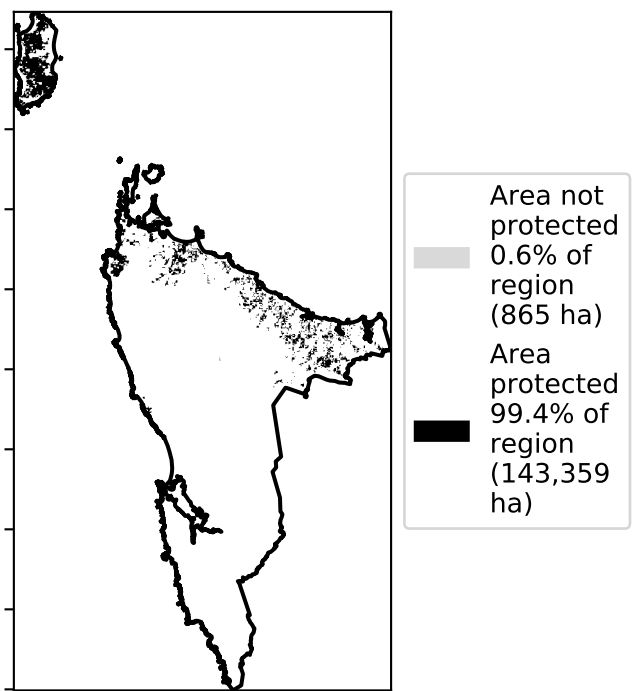 Area not
protected
0.6% of
region
(865 ha)
Area
protected
99.4% of
region
(143,359
ha)